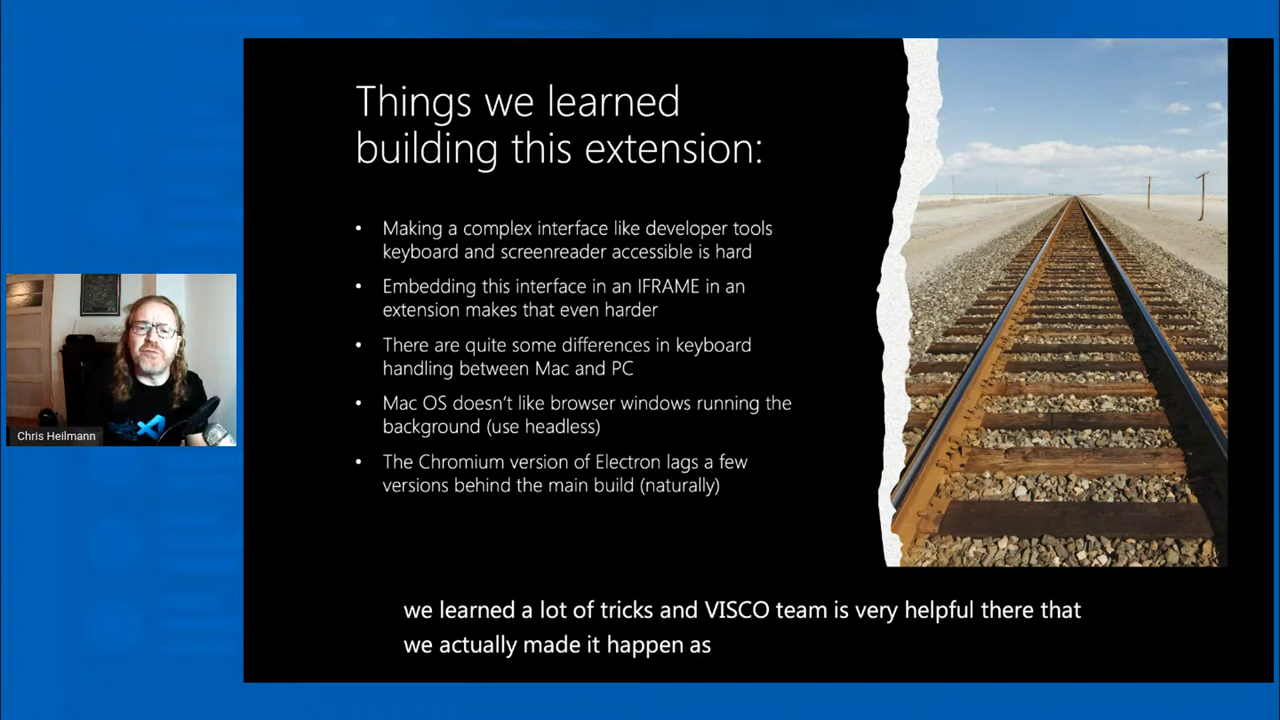 Things we learned
building this extension:
• Making a complex interface like developer tools
keyboard and screenreader accessible is hard
• Embedding this interface in an IFRAME in an
extension makes that even harder
• There are quite some differences in keyboard
handling between Mac and PC
• Mac OS doesn't like browser windows running the
background (use headless)
• The Chromium version of Electron lags a few
versions behind the main build (naturally)
Chris Heilmann
we learned a lot of tricks and VISCO team is very helpful there that
we actually made it happen as